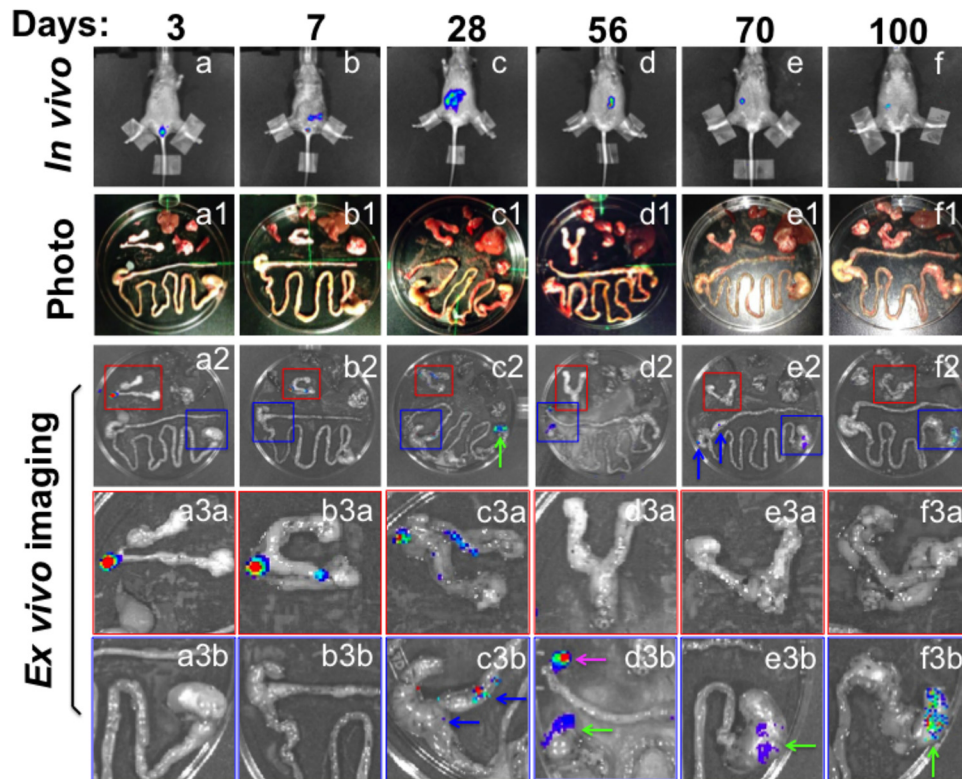 Days: 3 7 28 56 70 100
In vivo
a b c d e f
Photo
a1 b1 c1 d1 e1 f1
Ex vivo imaging
a2 b2 c2 d2 e2 f2
a3a b3a c3a d3a e3a f3a
a3b b3b c3b d3b e3b f3b